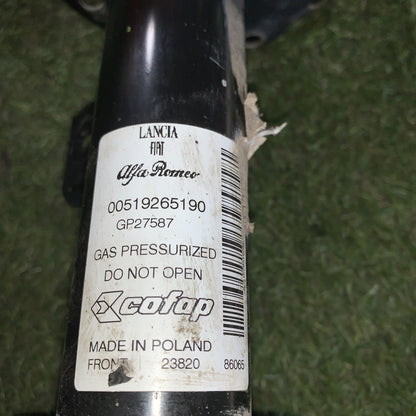 LANCIA
FIAT
Alfa Romeo
00519265190
GP27587
GAS PRESSURIZED
DO NOT OPEN
cofap
MADE IN POLAND
FRONT 23820 86065